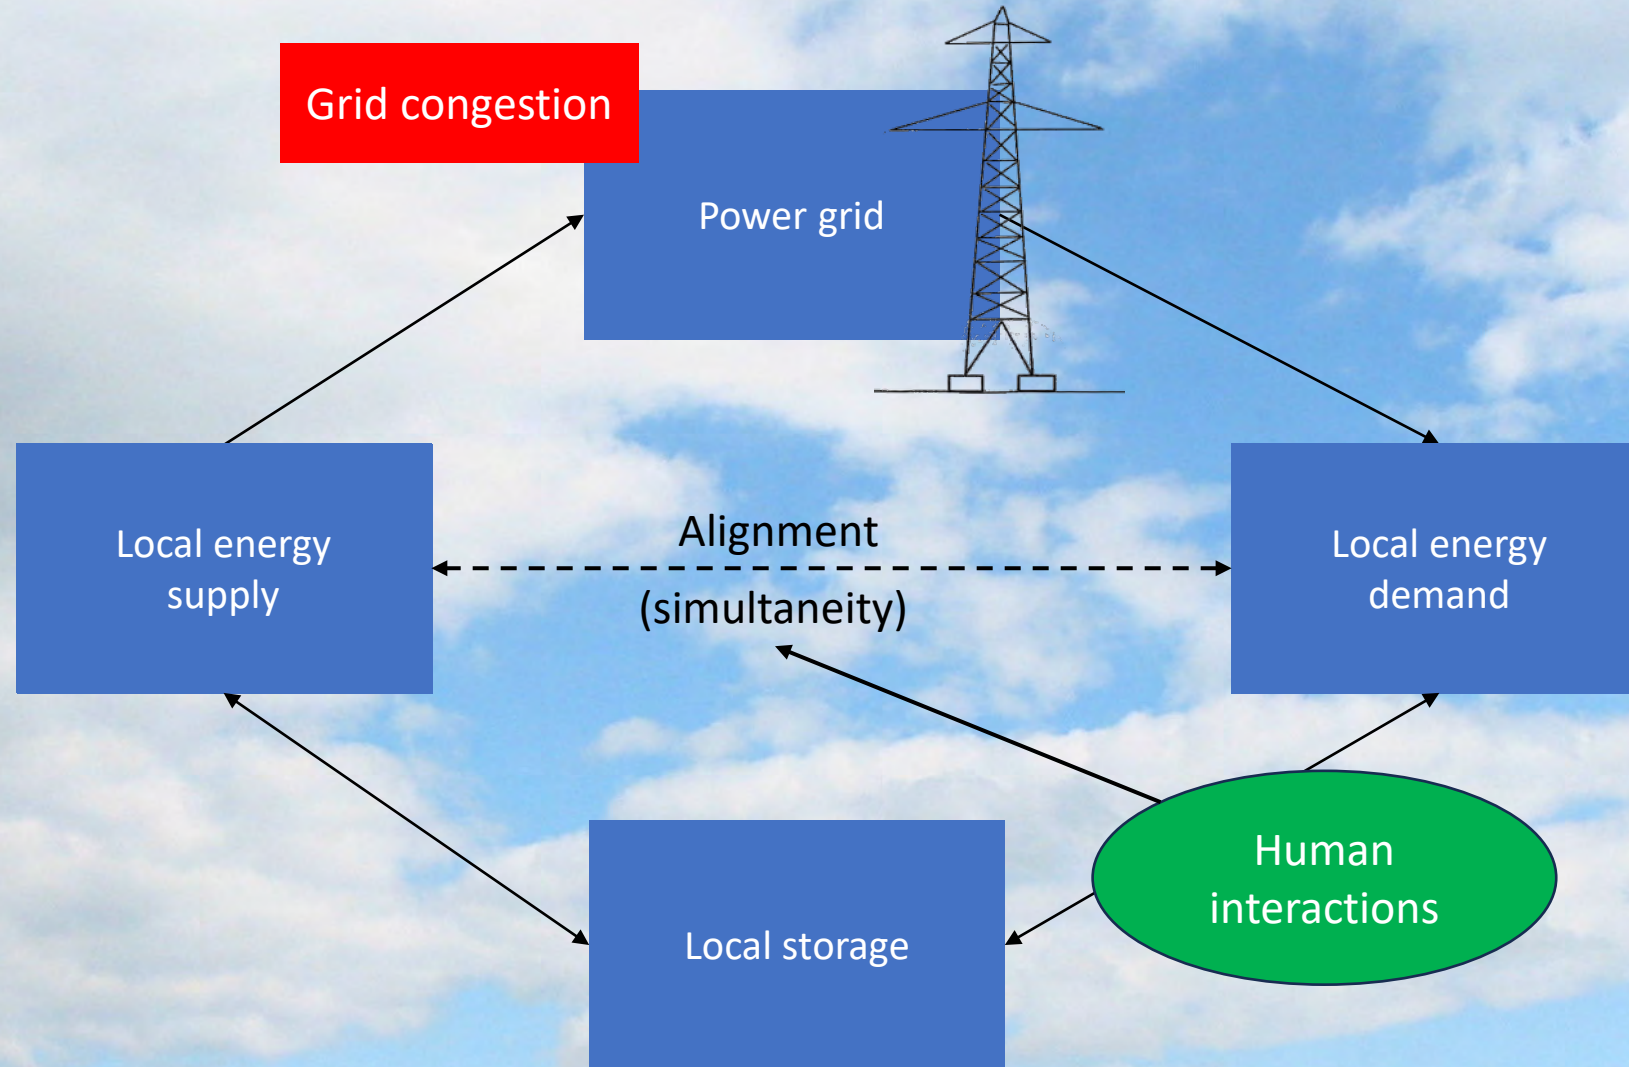 Grid congestion
Power grid
Local energy
supply
Alignment
(simultaneity)
Local energy
demand
Human
interactions
Local storage